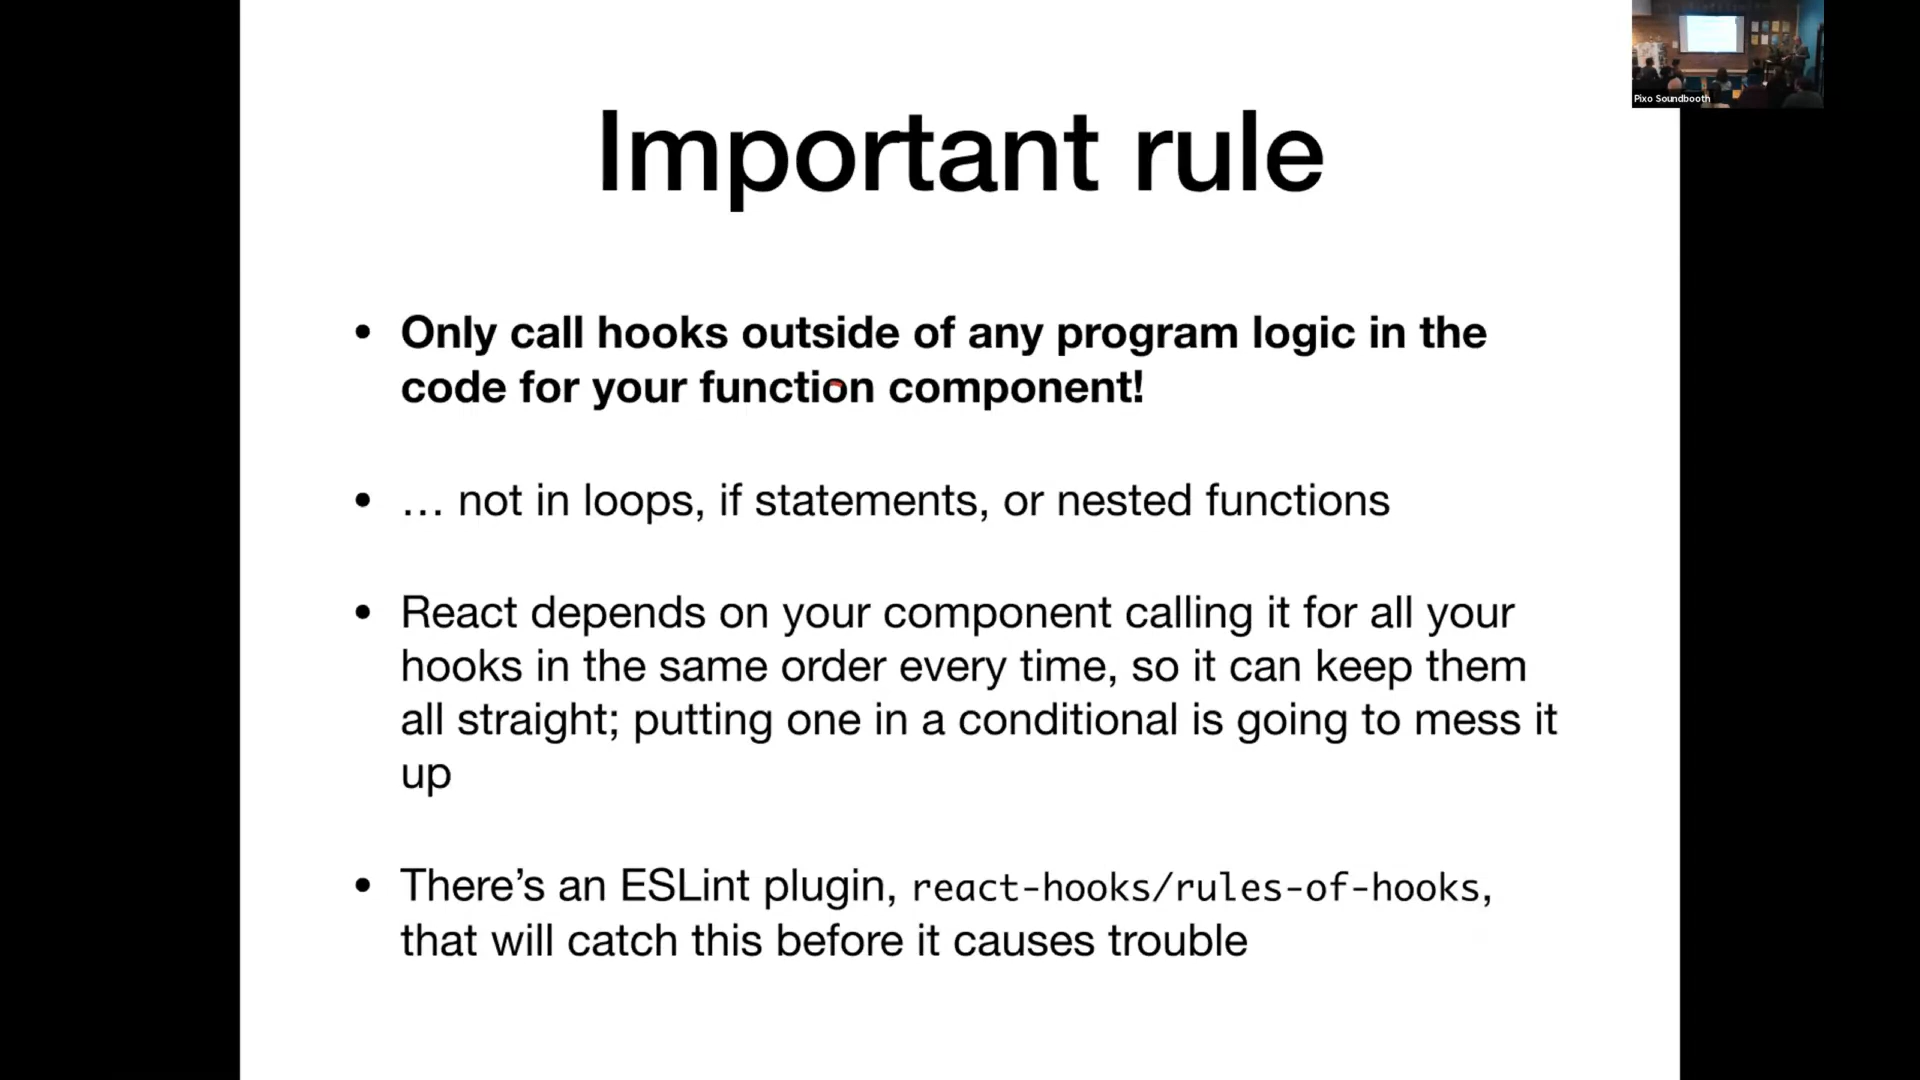 Pixo Soundbooth
Important rule
• Only call hooks outside of any program logic in the
code for your function component!
• … not in loops, if statements, or nested functions
• React depends on your component calling it for all your
hooks in the same order every time, so it can keep them
all straight; putting one in a conditional is going to mess it
up
• There’s an ESLint plugin, react-hooks/rules-of-hooks,
that will catch this before it causes trouble